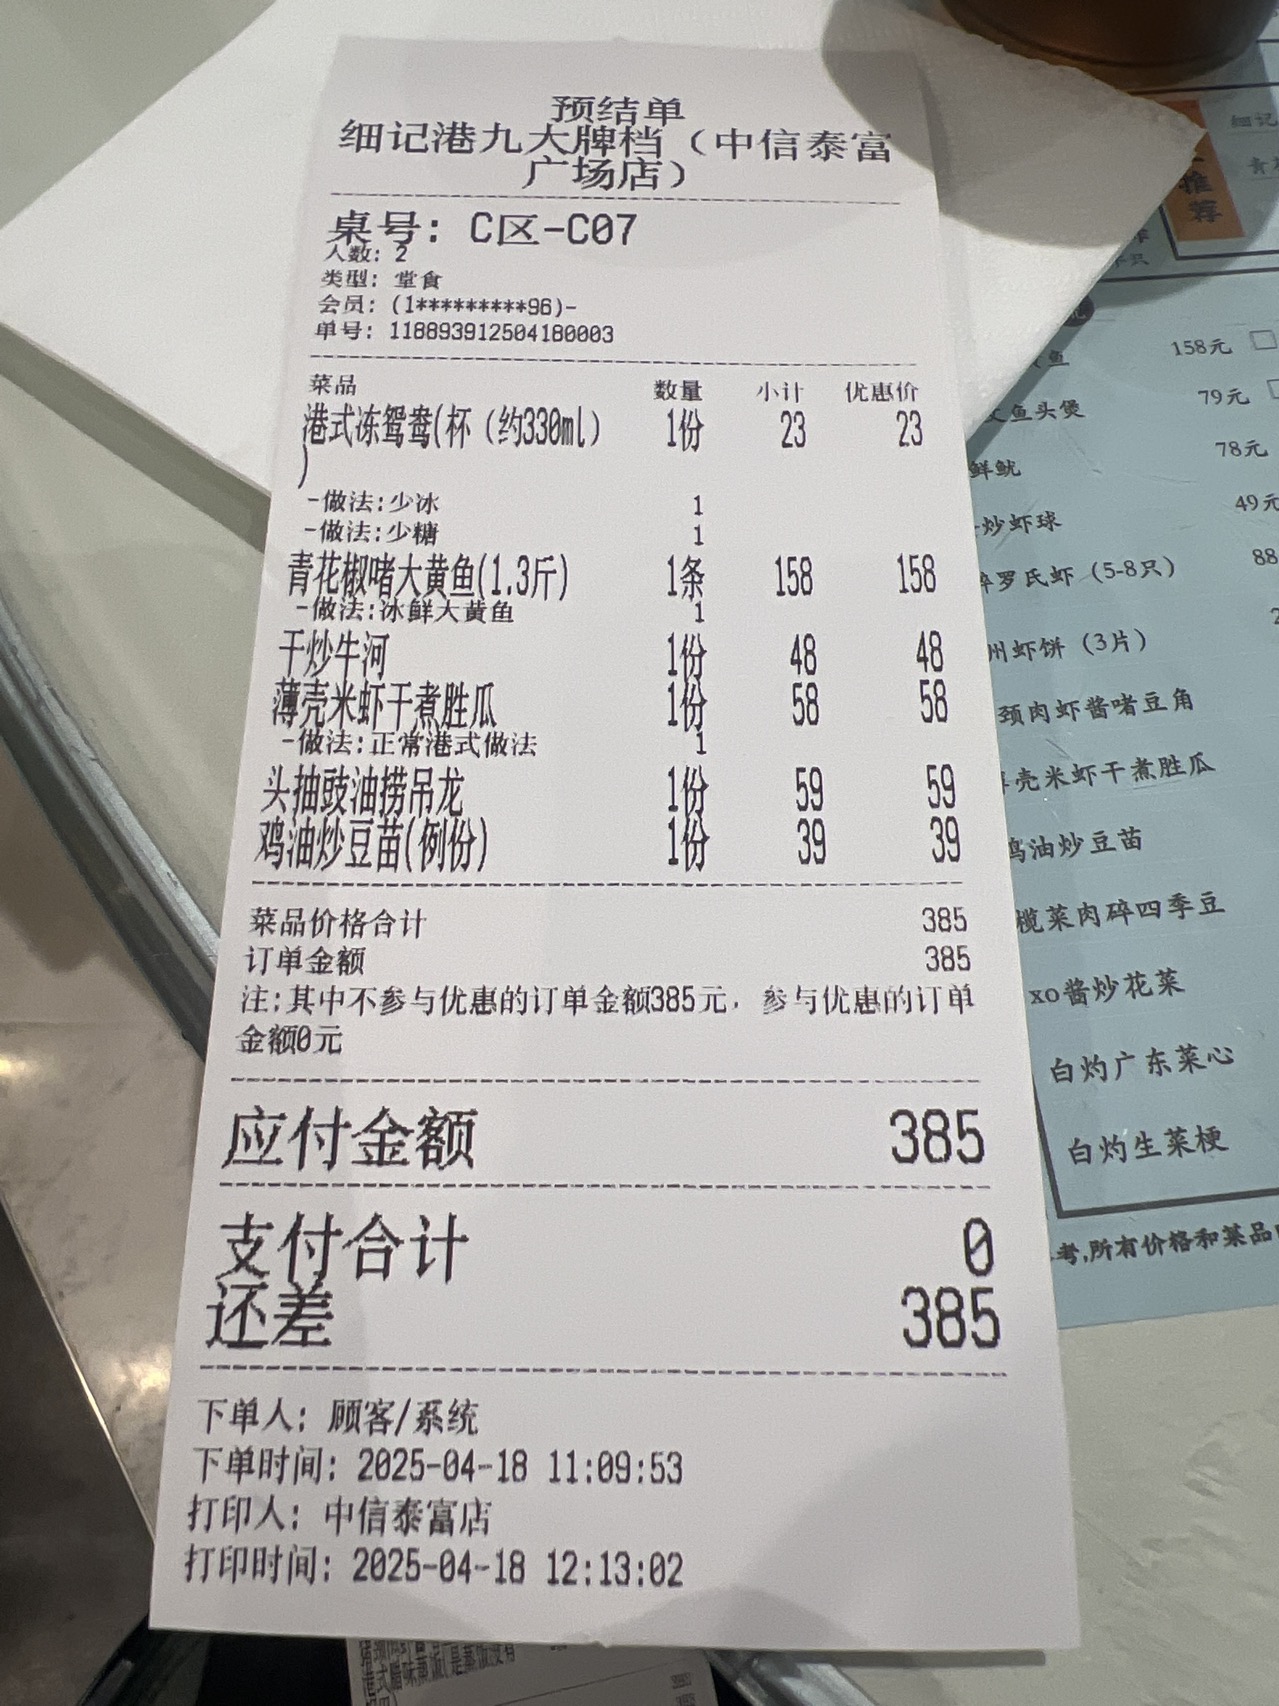 预结单
细记港九大牌档（中信泰富
广场店）
桌号: C区-C07
人数: 2
类型: 堂食
会员: (1*********96)-
单号: 118893912504180003
菜品 数量 小计 优惠价
港式冻鸳鸯(杯（约330ml） 1份 23 23
)
-做法:少冰 1
-做法:少糖 1
青花椒啫大黄鱼(1.3斤) 1条 158 158
-做法:冰鲜大黄鱼 1
干炒牛河 1份 48 48
薄壳米虾干煮胜瓜 1份 58 58
-做法:正常港式做法 1
头抽豉油捞吊龙 1份 59 59
鸡油炒豆苗(例份) 1份 39 39
菜品价格合计 385
订单金额 385
注:其中不参与优惠的订单金额385元，参与优惠的订单
金额0元
应付金额 385
支付合计 0
还差 385
下单人: 顾客/系统
下单时间: 2025-04-18 11:09:53
打印人: 中信泰富店
打印时间: 2025-04-18 12:13:02
细记
推
荐
鱼 158元
鱼头煲 79元
鲜鱿 78元
炒虾球 49元
罗氏虾（5-8只） 88
州虾饼（3片）
颈肉虾酱啫豆角
壳米虾干煮胜瓜
鸡油炒豆苗
榄菜肉碎四季豆
xo酱炒花菜
白灼广东菜心
白灼生菜梗
考,所有价格和菜品